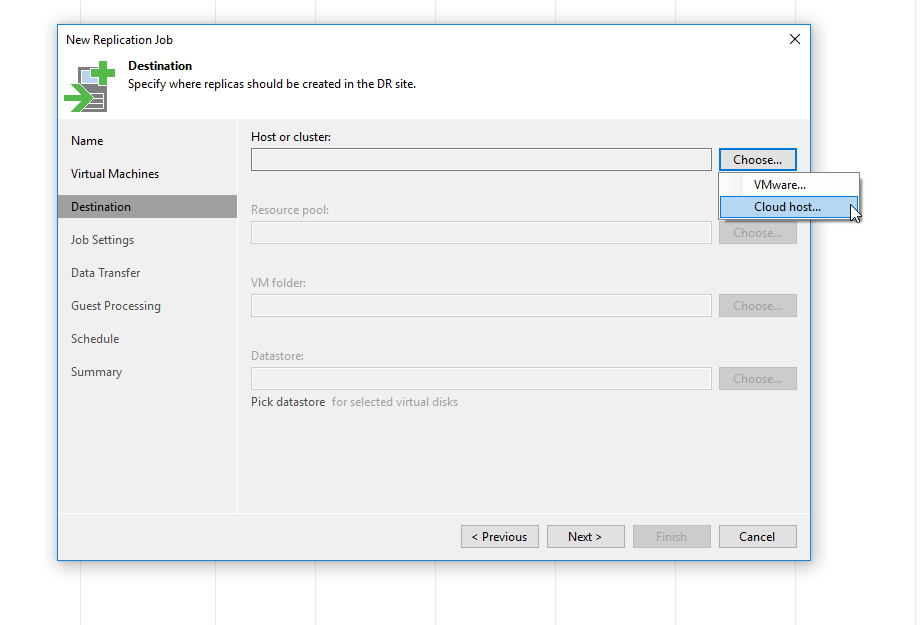 New Replication Job
Destination
Specify where replicas should be created in the DR site.
Name
Virtual Machines
Destination
Job Settings
Data Transfer
Guest Processing
Schedule
Summary
Host or cluster:
Choose...
VMware...
Cloud host...
Resource pool:
Choose...
VM folder:
Choose...
Datastore:
Choose...
Pick datastore for selected virtual disks
< Previous
Next >
Finish
Cancel